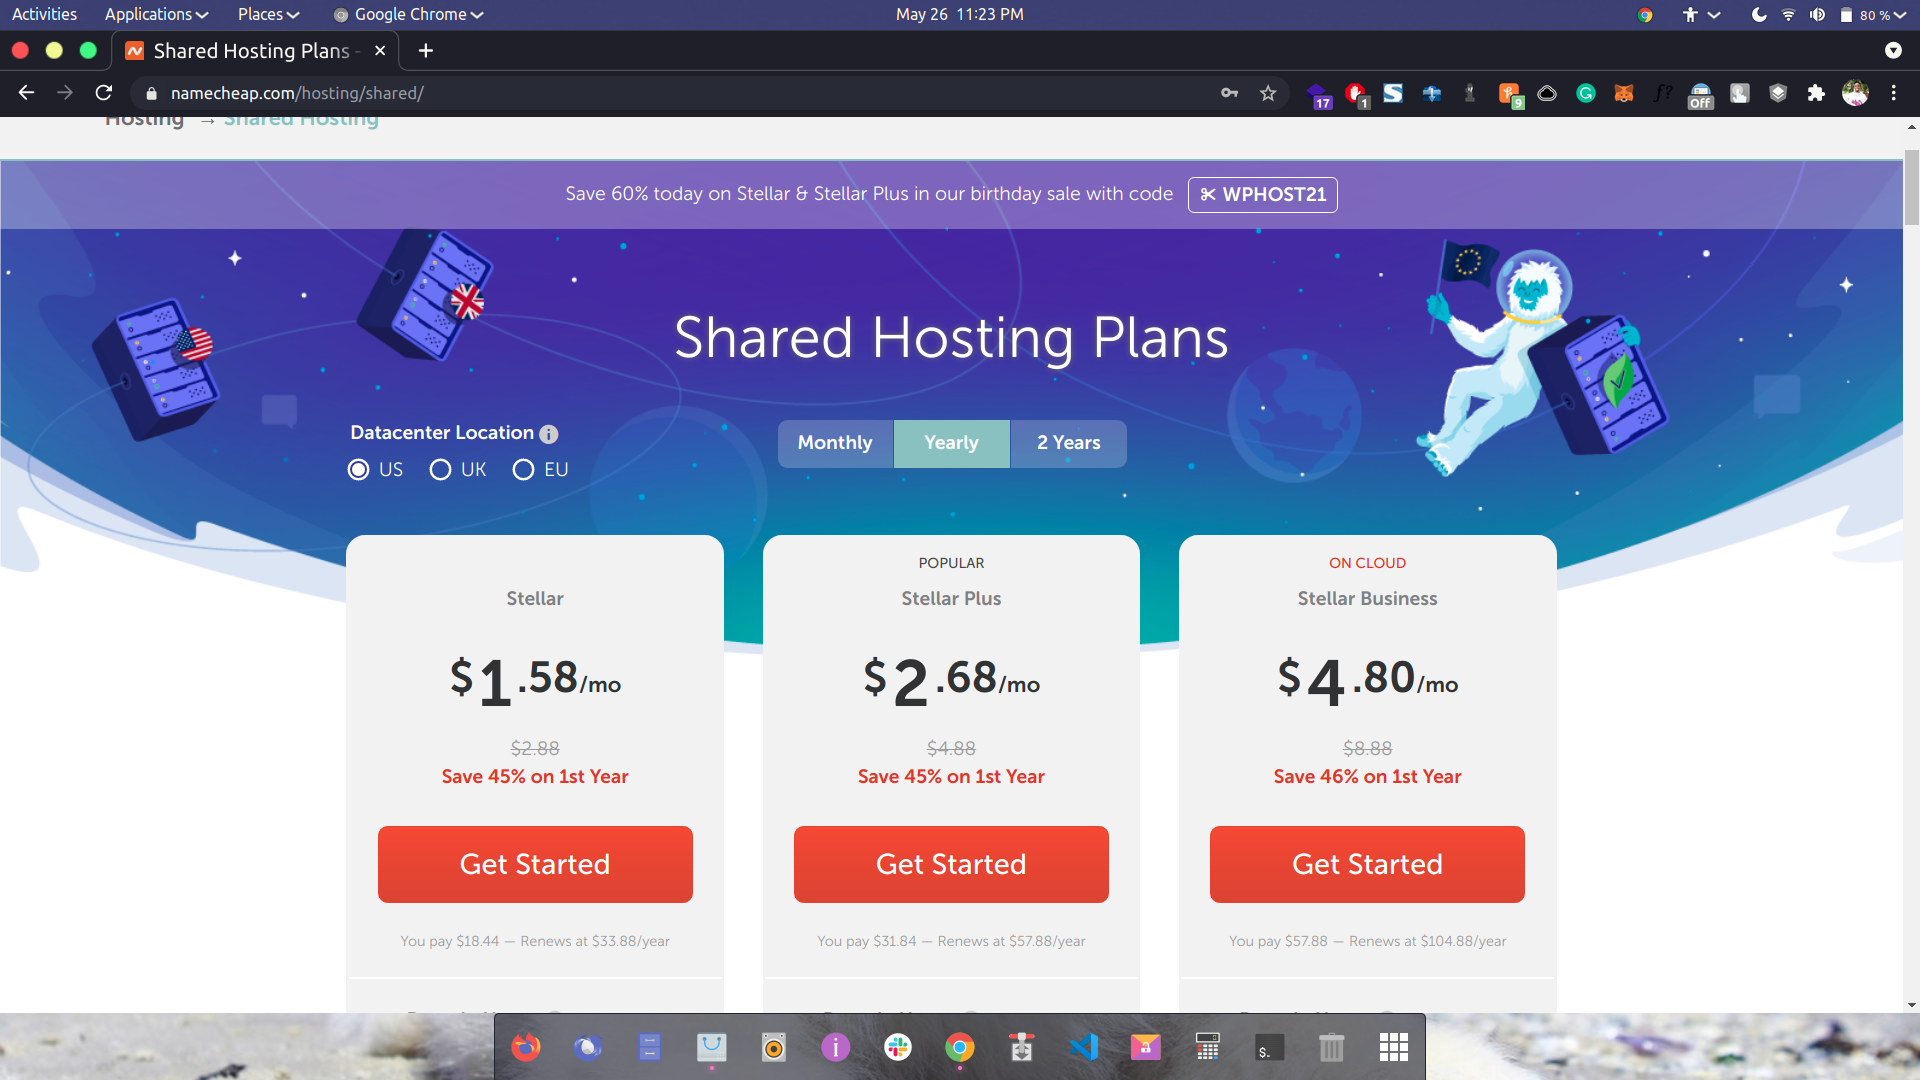 Activities Applications Places Google Chrome May 26 11:23 PM 80 %
Shared Hosting Plans -
namecheap.com/hosting/shared/ 17 1 9 Off
Hosting → Shared Hosting
Save 60% today on Stellar & Stellar Plus in our birthday sale with code WPHOST21
Shared Hosting Plans
Datacenter Location
US UK EU
Monthly Yearly 2 Years
Stellar
$1.58/mo
$2.88
Save 45% on 1st Year
Get Started
You pay $18.44 — Renews at $33.88/year
POPULAR
Stellar Plus
$2.68/mo
$4.88
Save 45% on 1st Year
Get Started
You pay $31.84 — Renews at $57.88/year
ON CLOUD
Stellar Business
$4.80/mo
$8.88
Save 46% on 1st Year
Get Started
You pay $57.88 — Renews at $104.88/year